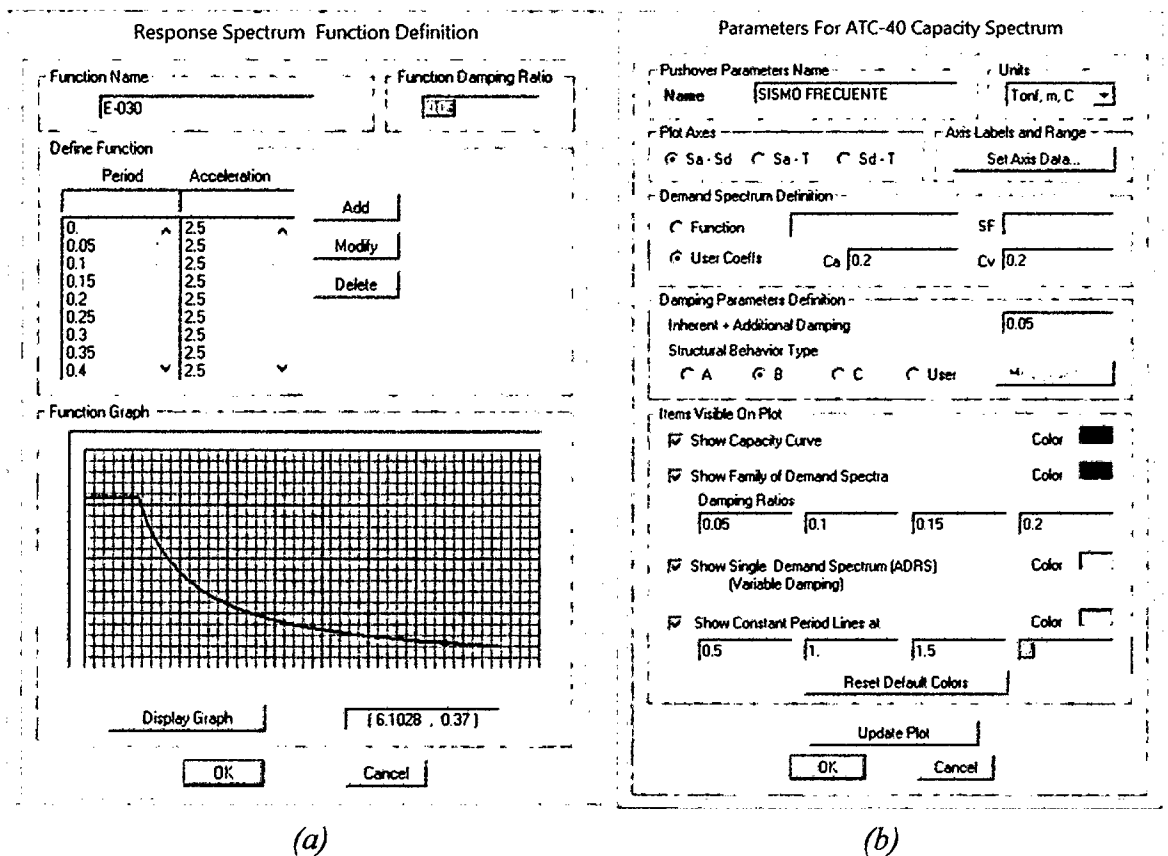 Response Spectrum Function Definition
Function Name
E-030
Function Damping Ratio
Define Function
Period Acceleration
0. 2.5
0.05 2.5
0.1 2.5
0.15 2.5
0.2 2.5
0.25 2.5
0.3 2.5
0.35 2.5
0.4 2.5
Add
Modify
Delete
Function Graph
Display Graph
(6.1028 , 0.37)
OK
Cancel
(a)
Parameters For ATC-40 Capacity Spectrum
Pushover Parameters Name
Name SISMO FRECUENTE
Units
Tonf, m, C
Plot Axes
Sa - Sd Sa - T Sd - T
Axis Labels and Range
Set Axis Data...
Demand Spectrum Definition
Function SF
User Coeffs Ca 0.2 Cv 0.2
Damping Parameters Definition
Inherent + Additional Damping 0.05
Structural Behavior Type
A B C User
Items Visible On Plot
Show Capacity Curve Color
Show Family of Demand Spectra Color
Damping Ratios
0.05 0.1 0.15 0.2
Show Single Demand Spectrum (ADRS) Color
(Variable Damping)
Show Constant Period Lines at Color
0.5 1. 1.5
Reset Default Colors
Update Plot
OK Cancel
(b)